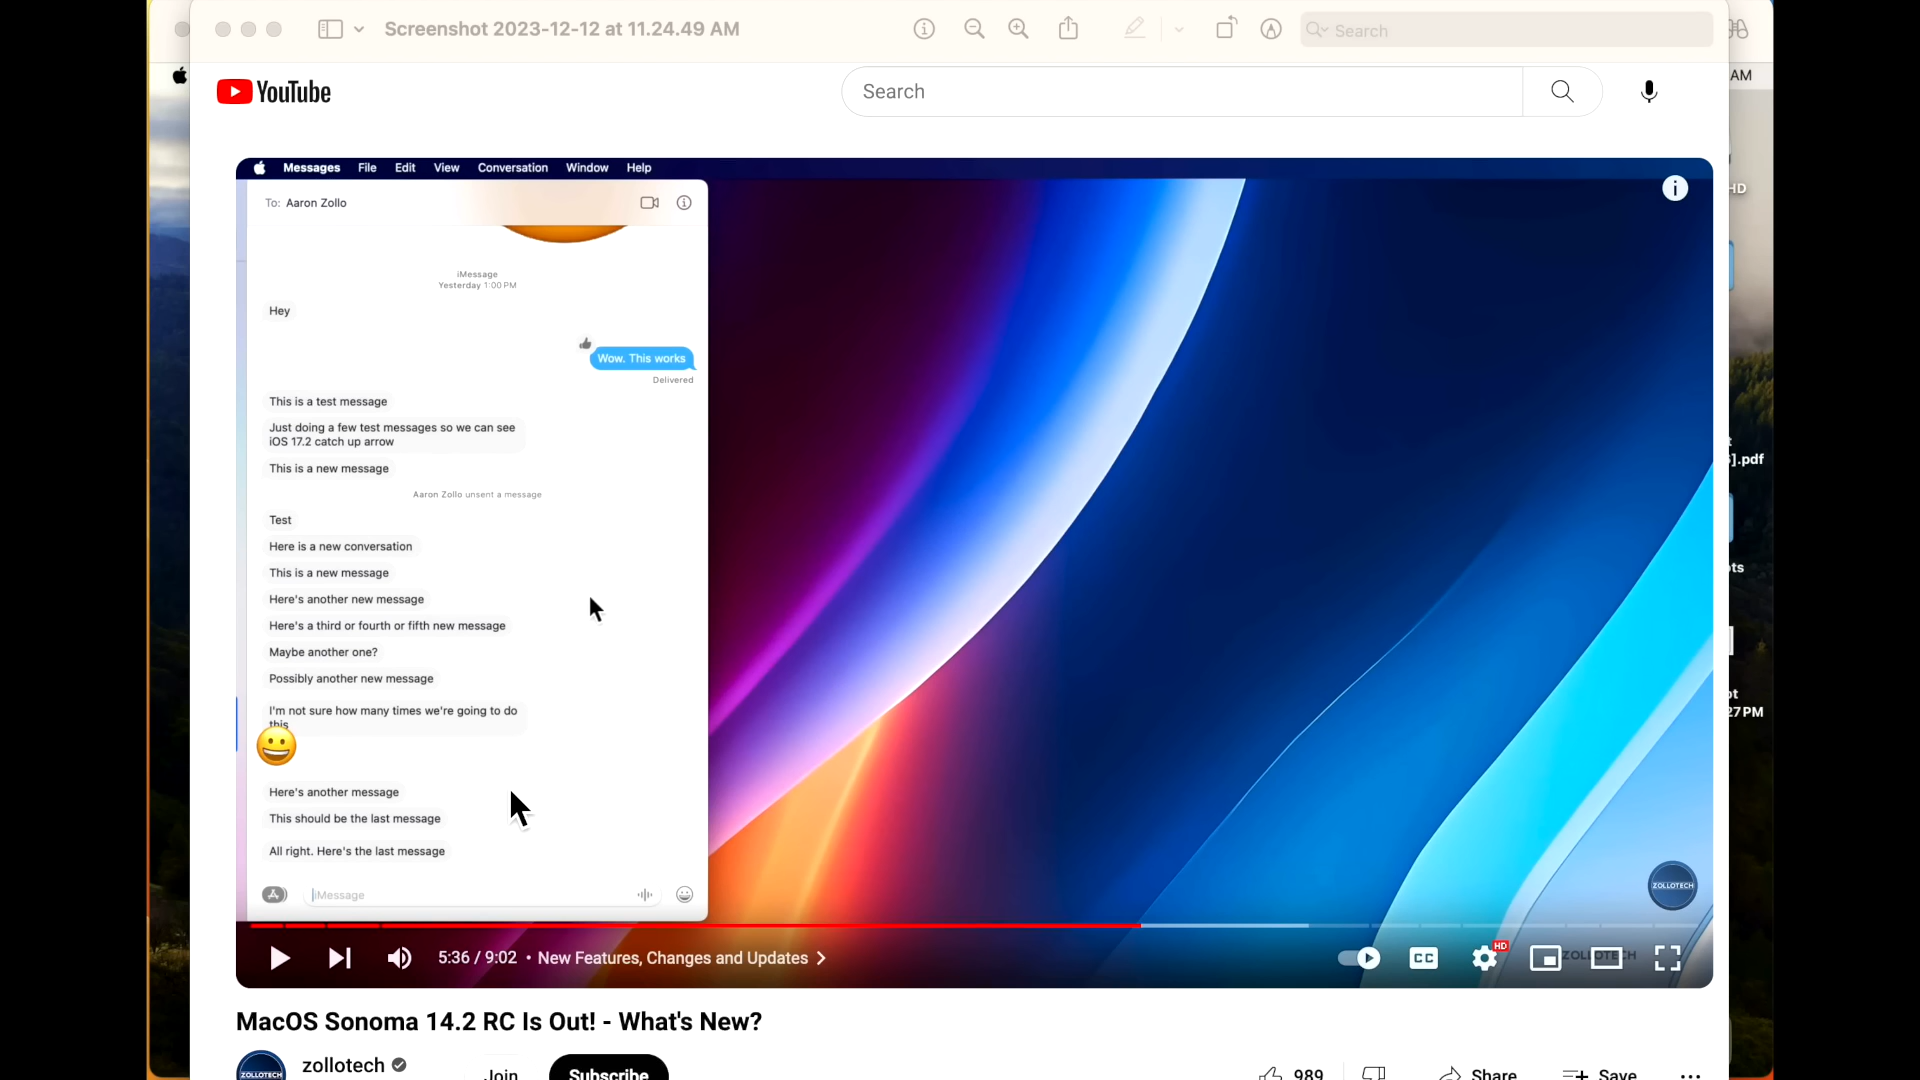 Screenshot 2023-12-12 at 11.24.49 AM
Search
AM
YouTube
Search
Messages File Edit View Conversation Window Help
To: Aaron Zollo
HD
iMessage
Yesterday 1:00 PM
Hey
Wow. This works
Delivered
This is a test message
Just doing a few test messages so we can see
iOS 17.2 catch up arrow
].pdf
This is a new message
Aaron Zollo unsent a message
Test
Here is a new conversation
This is a new message
Here's another new message
Here's a third or fourth or fifth new message
Maybe another one?
Possibly another new message
27 PM
I'm not sure how many times we're going to do
this
Here's another message
This should be the last message
All right. Here's the last message
iMessage
ZOLLOTECH
5:36 / 9:02 • New Features, Changes and Updates
CC
HD
ZOLLOTECH
MacOS Sonoma 14.2 RC Is Out! - What's New?
ZOLLOTECH
zollotech
Join
Subscribe
989
Share
Save